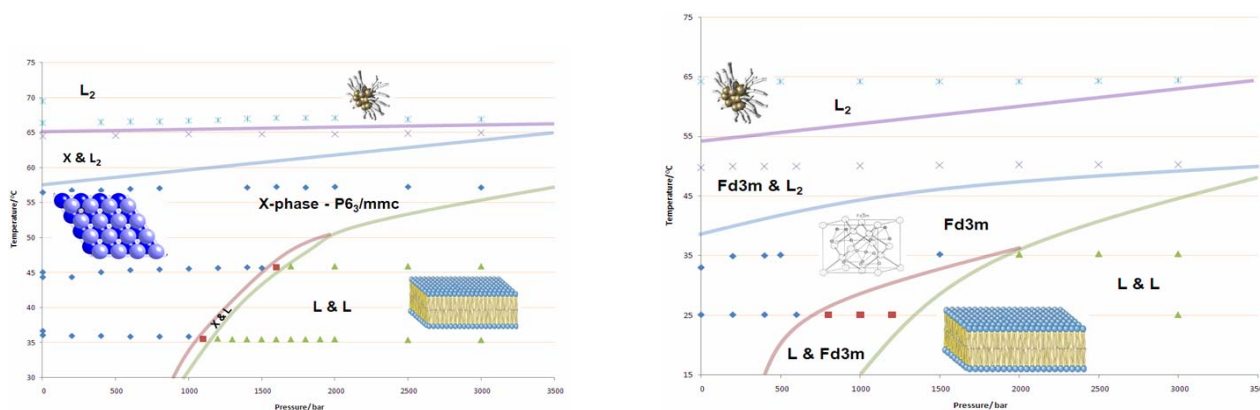 75
70
L2
65
60
X & L2
55
X-phase - P63/mmc
50
45
40
L & L
X & L
35
30
0 500 1000 1500 2000 2500 3000 3500
Temperature/°C
Pressure/bar
75
65
L2
55
Fd3m & L2
45
Fd3m
Fd3m
35
L & L
25
L & Fd3m
15
0 500 1000 1500 2000 2500 3000 3500
Temperature/°C
Pressure/bar